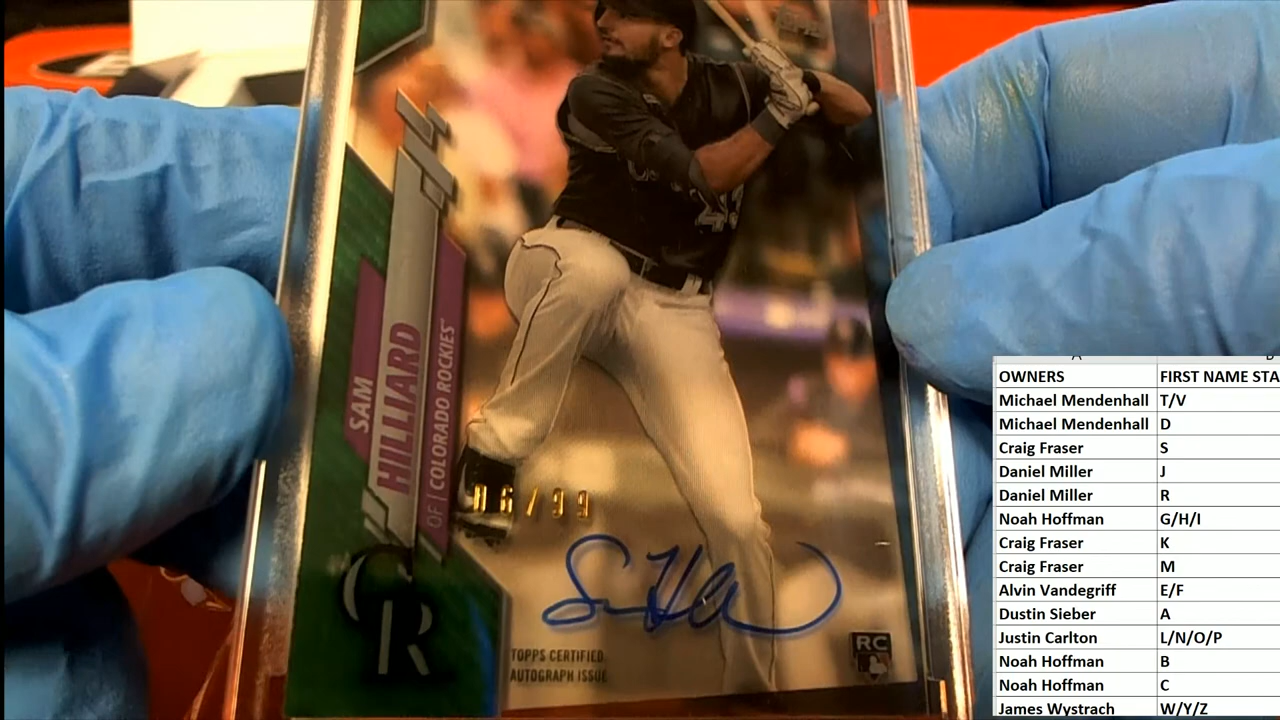 Topps
SAM
HILLIARD
OF | COLORADO ROCKIES
06/99
CR
TOPPS CERTIFIED
AUTOGRAPH ISSUE
RC
OWNERS FIRST NAME STA
Michael Mendenhall T/V
Michael Mendenhall D
Craig Fraser S
Daniel Miller J
Daniel Miller R
Noah Hoffman G/H/I
Craig Fraser K
Craig Fraser M
Alvin Vandegriff E/F
Dustin Sieber A
Justin Carlton L/N/O/P
Noah Hoffman B
Noah Hoffman C
James Wystrach W/Y/Z